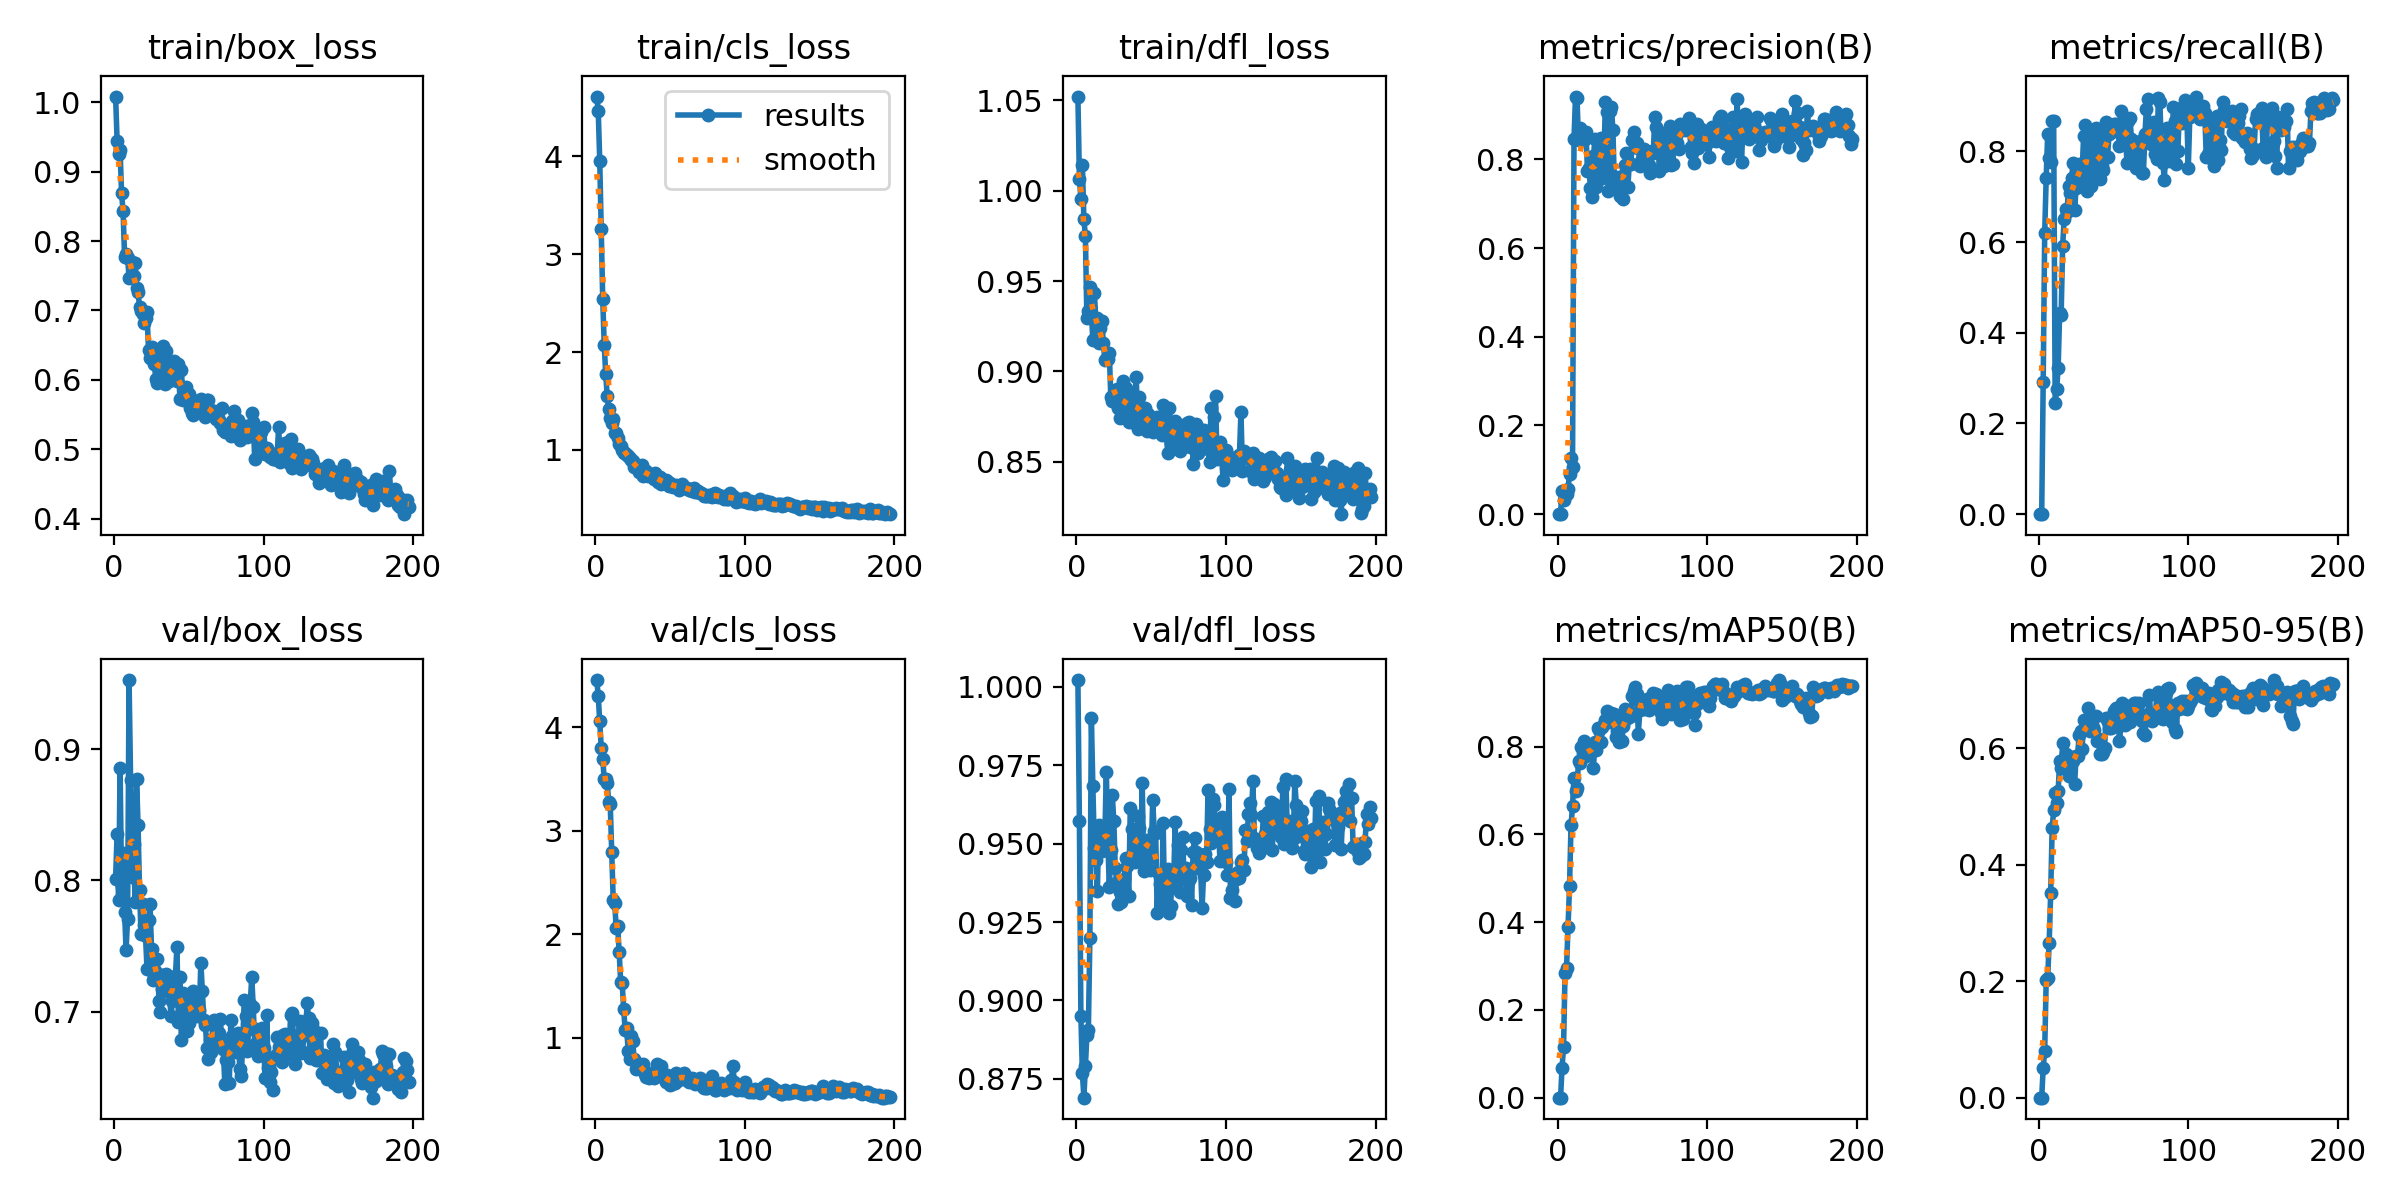 train/box_loss
1.0
0.9
0.8
0.7
0.6
0.5
0.4
0 100 200
train/cls_loss
results
smooth
4
3
2
1
0 100 200
train/dfl_loss
1.05
1.00
0.95
0.90
0.85
0 100 200
metrics/precision(B)
0.8
0.6
0.4
0.2
0.0
0 100 200
metrics/recall(B)
0.8
0.6
0.4
0.2
0.0
0 100 200
val/box_loss
0.9
0.8
0.7
0 100 200
val/cls_loss
4
3
2
1
0 100 200
val/dfl_loss
1.000
0.975
0.950
0.925
0.900
0.875
0 100 200
metrics/mAP50(B)
0.8
0.6
0.4
0.2
0.0
0 100 200
metrics/mAP50-95(B)
0.6
0.4
0.2
0.0
0 100 200